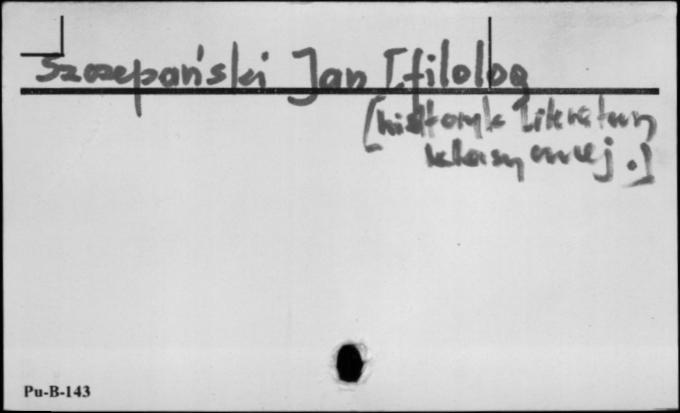 Szczepański Jan [filolog
[historyk literatury
klasycznej.]
Pu-B-143